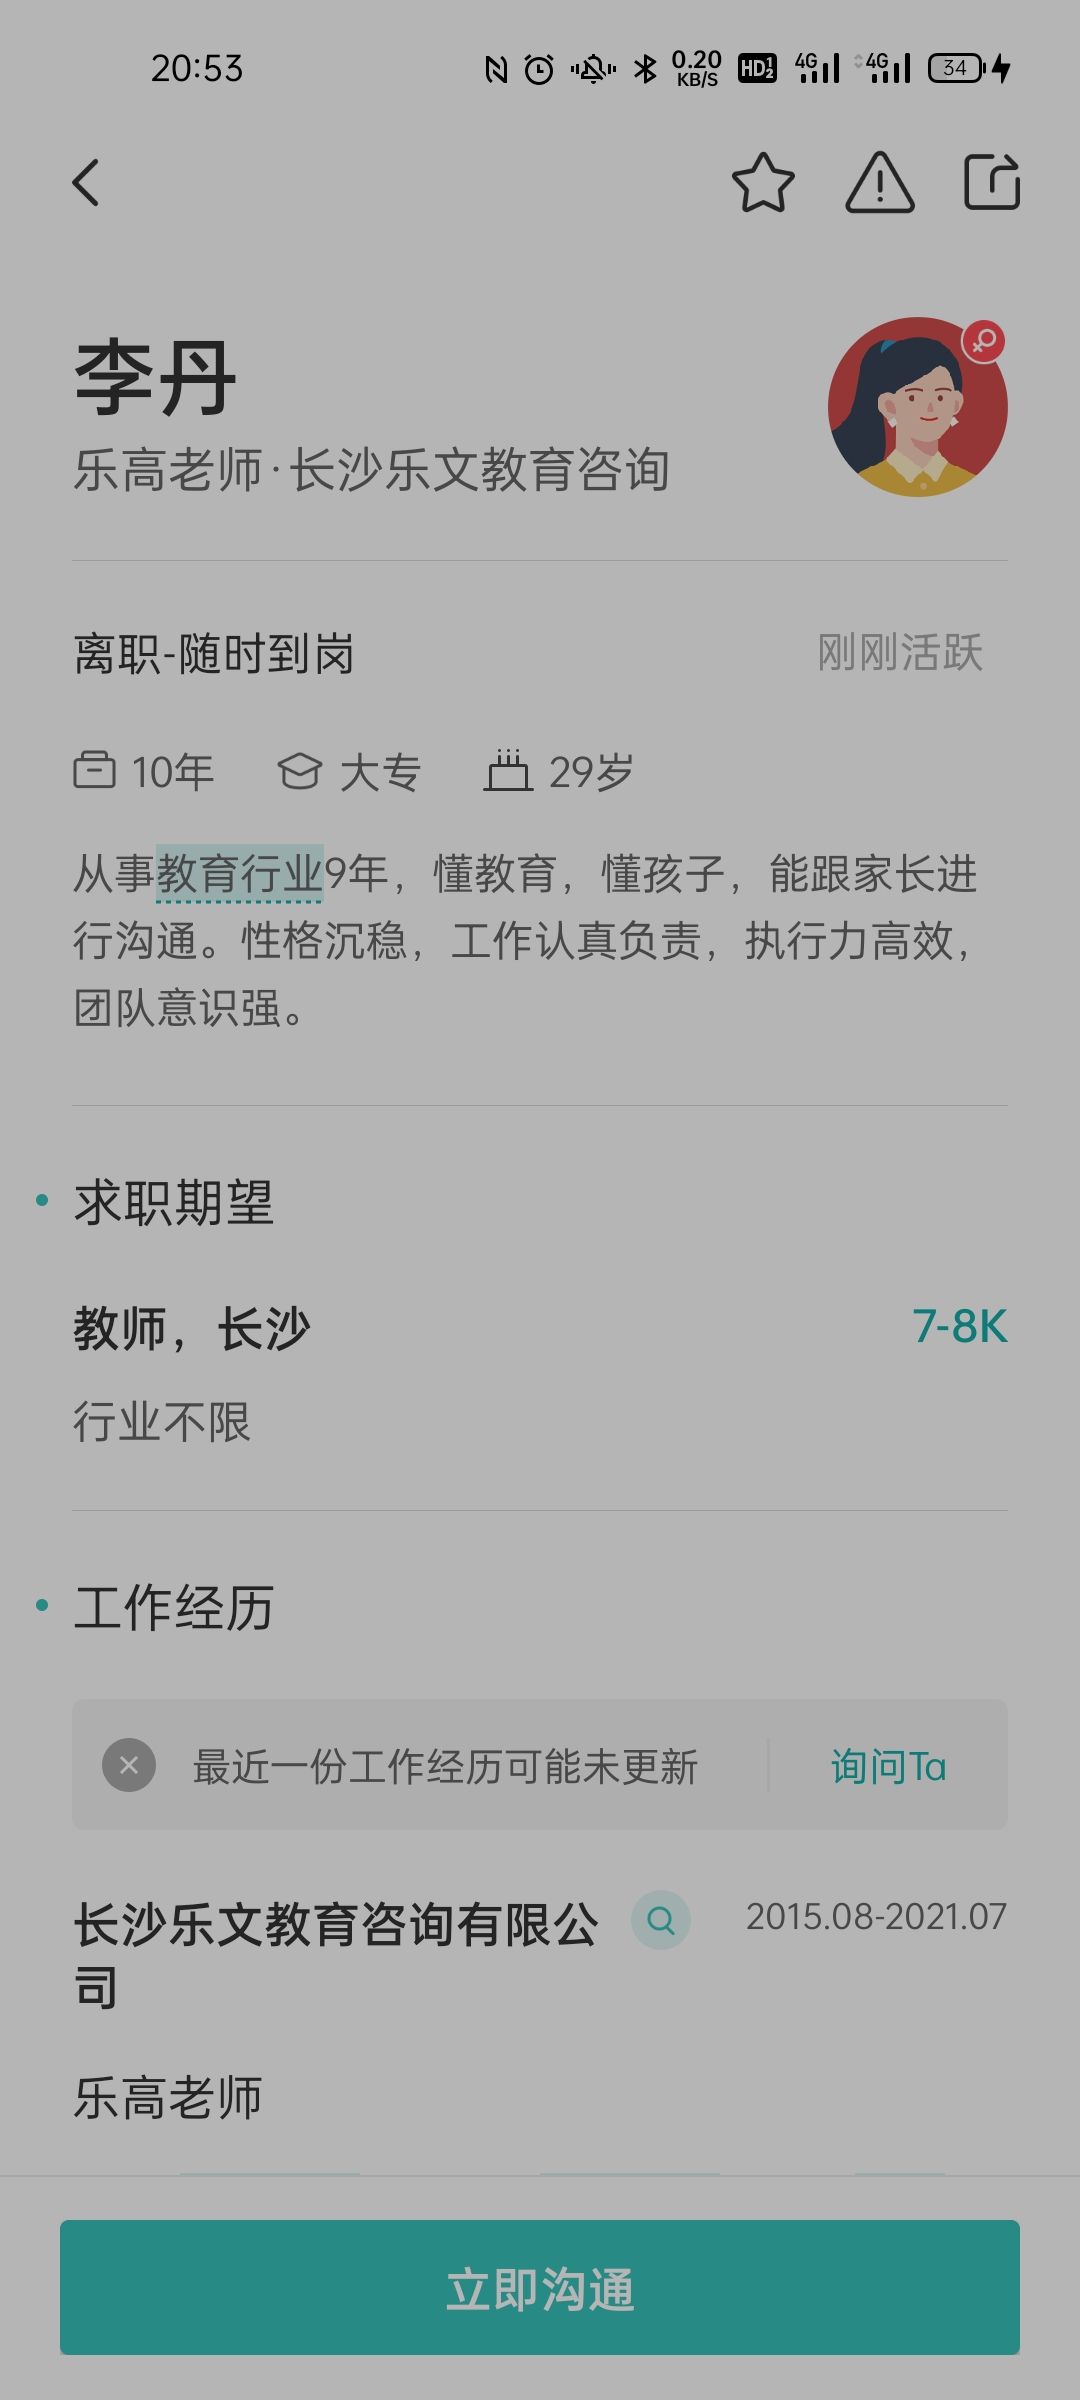 20:53
0.20
KB/S
HD 1 2
4G
4G
34
李丹
乐高老师·长沙乐文教育咨询
离职-随时到岗
刚刚活跃
10年
大专
29岁
从事教育行业9年，懂教育，懂孩子，能跟家长进
行沟通。性格沉稳，工作认真负责，执行力高效，
团队意识强。
求职期望
教师，长沙
7-8K
行业不限
工作经历
最近一份工作经历可能未更新
询问Ta
长沙乐文教育咨询有限公
司
2015.08-2021.07
乐高老师
立即沟通